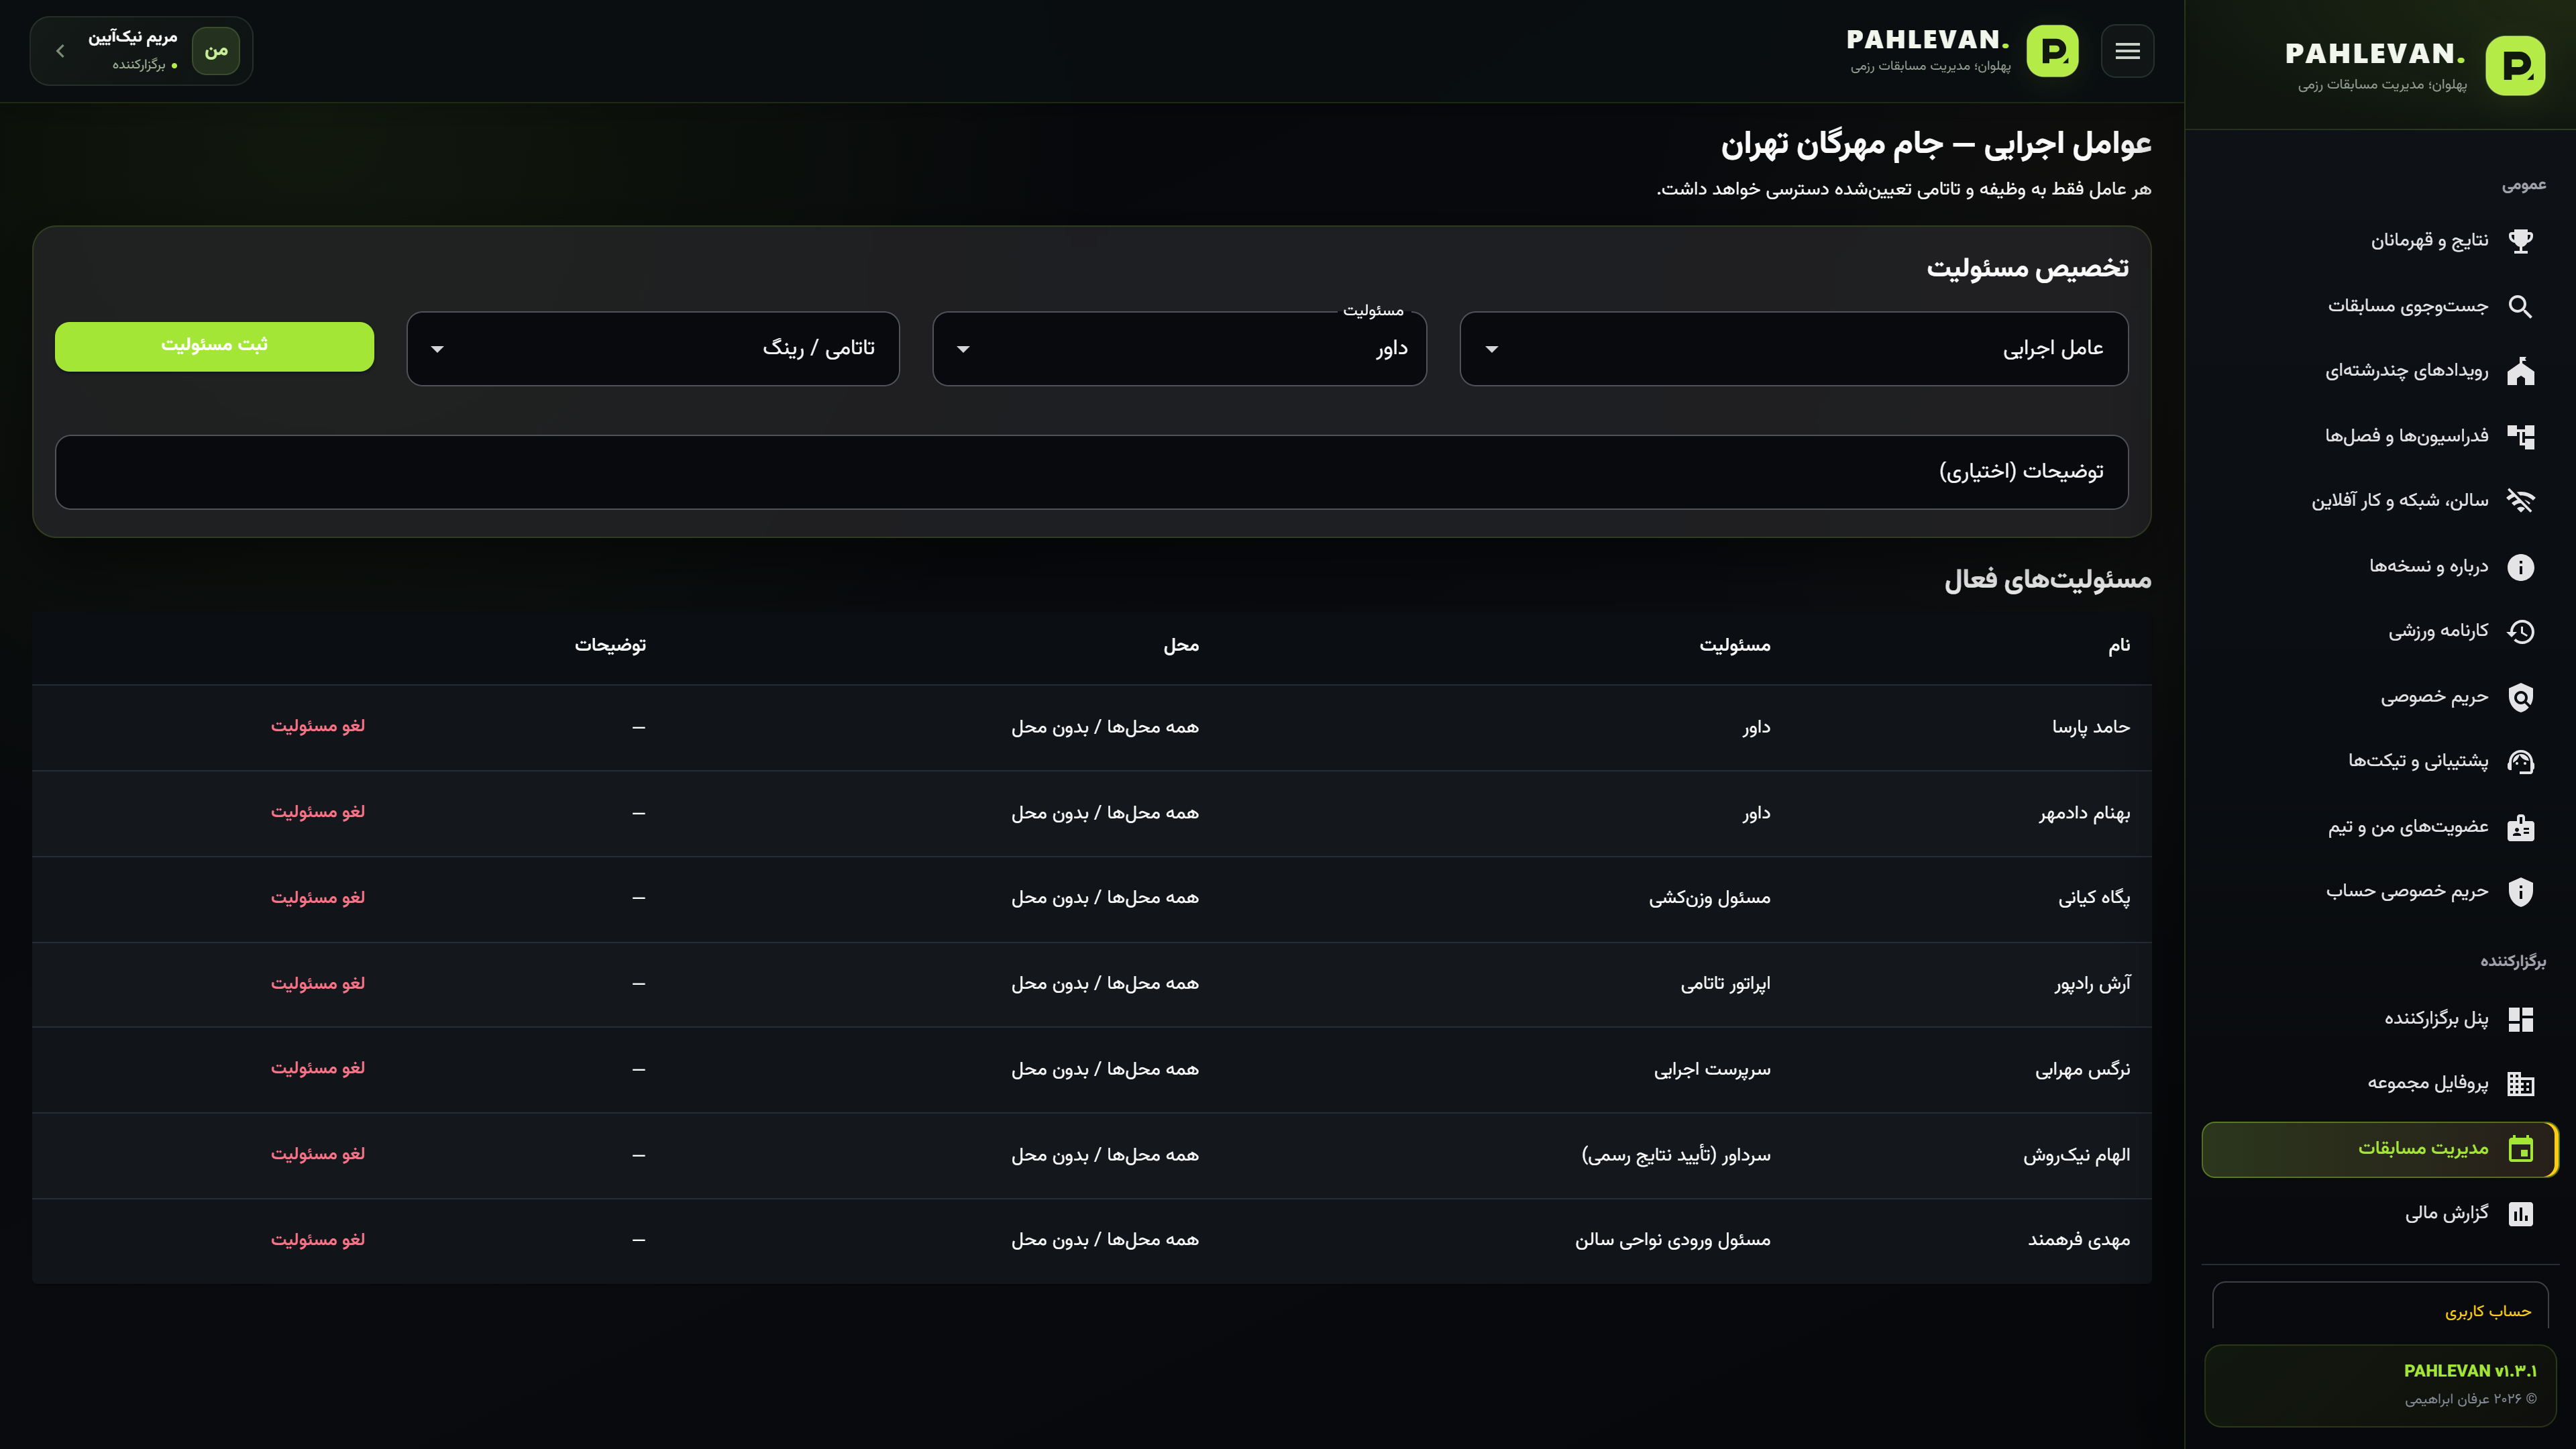 PAHLEVAN.
پهلوان؛ مدیریت مسابقات رزمی
عمومی
نتایج و قهرمانان
جست‌وجوی مسابقات
رویدادهای چندرشته‌ای
فدراسیون‌ها و فصل‌ها
سالن، شبکه و کار آفلاین
درباره و نسخه‌ها
کارنامه ورزشی
حریم خصوصی
پشتیبانی و تیکت‌ها
عضویت‌های من و تیم
حریم خصوصی حساب
برگزارکننده
پنل برگزارکننده
پروفایل مجموعه
مدیریت مسابقات
گزارش مالی
حساب کاربری
PAHLEVAN v۱.۳.۱
© ۲۰۲۶ عرفان ابراهیمی
PAHLEVAN.
پهلوان؛ مدیریت مسابقات رزمی
من
مریم نیک‌آیین
برگزارکننده
عوامل اجرایی — جام مهرگان تهران
هر عامل فقط به وظیفه و تاتامی تعیین‌شده دسترسی خواهد داشت.
تخصیص مسئولیت
عامل اجرایی
مسئولیت
داور
تاتامی / رینگ
ثبت مسئولیت
توضیحات (اختیاری)
مسئولیت‌های فعال
نام مسئولیت محل توضیحات
حامد پارسا داور همه محل‌ها / بدون محل — لغو مسئولیت
بهنام دادمهر داور همه محل‌ها / بدون محل — لغو مسئولیت
پگاه کیانی مسئول وزن‌کشی همه محل‌ها / بدون محل — لغو مسئولیت
آرش رادپور اپراتور تاتامی همه محل‌ها / بدون محل — لغو مسئولیت
نرگس مهرابی سرپرست اجرایی همه محل‌ها / بدون محل — لغو مسئولیت
الهام نیک‌روش سرداور (تأیید نتایج رسمی) همه محل‌ها / بدون محل — لغو مسئولیت
مهدی فرهمند مسئول ورودی نواحی سالن همه محل‌ها / بدون محل — لغو مسئولیت